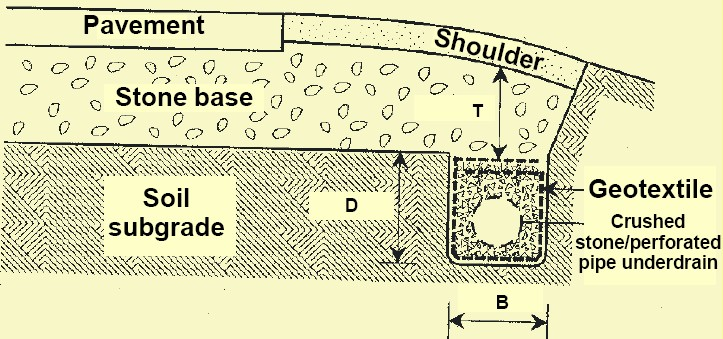 Pavement
Shoulder
Stone base
T
Soil
subgrade
D
Geotextile
Crushed
stone/perforated
pipe underdrain
B